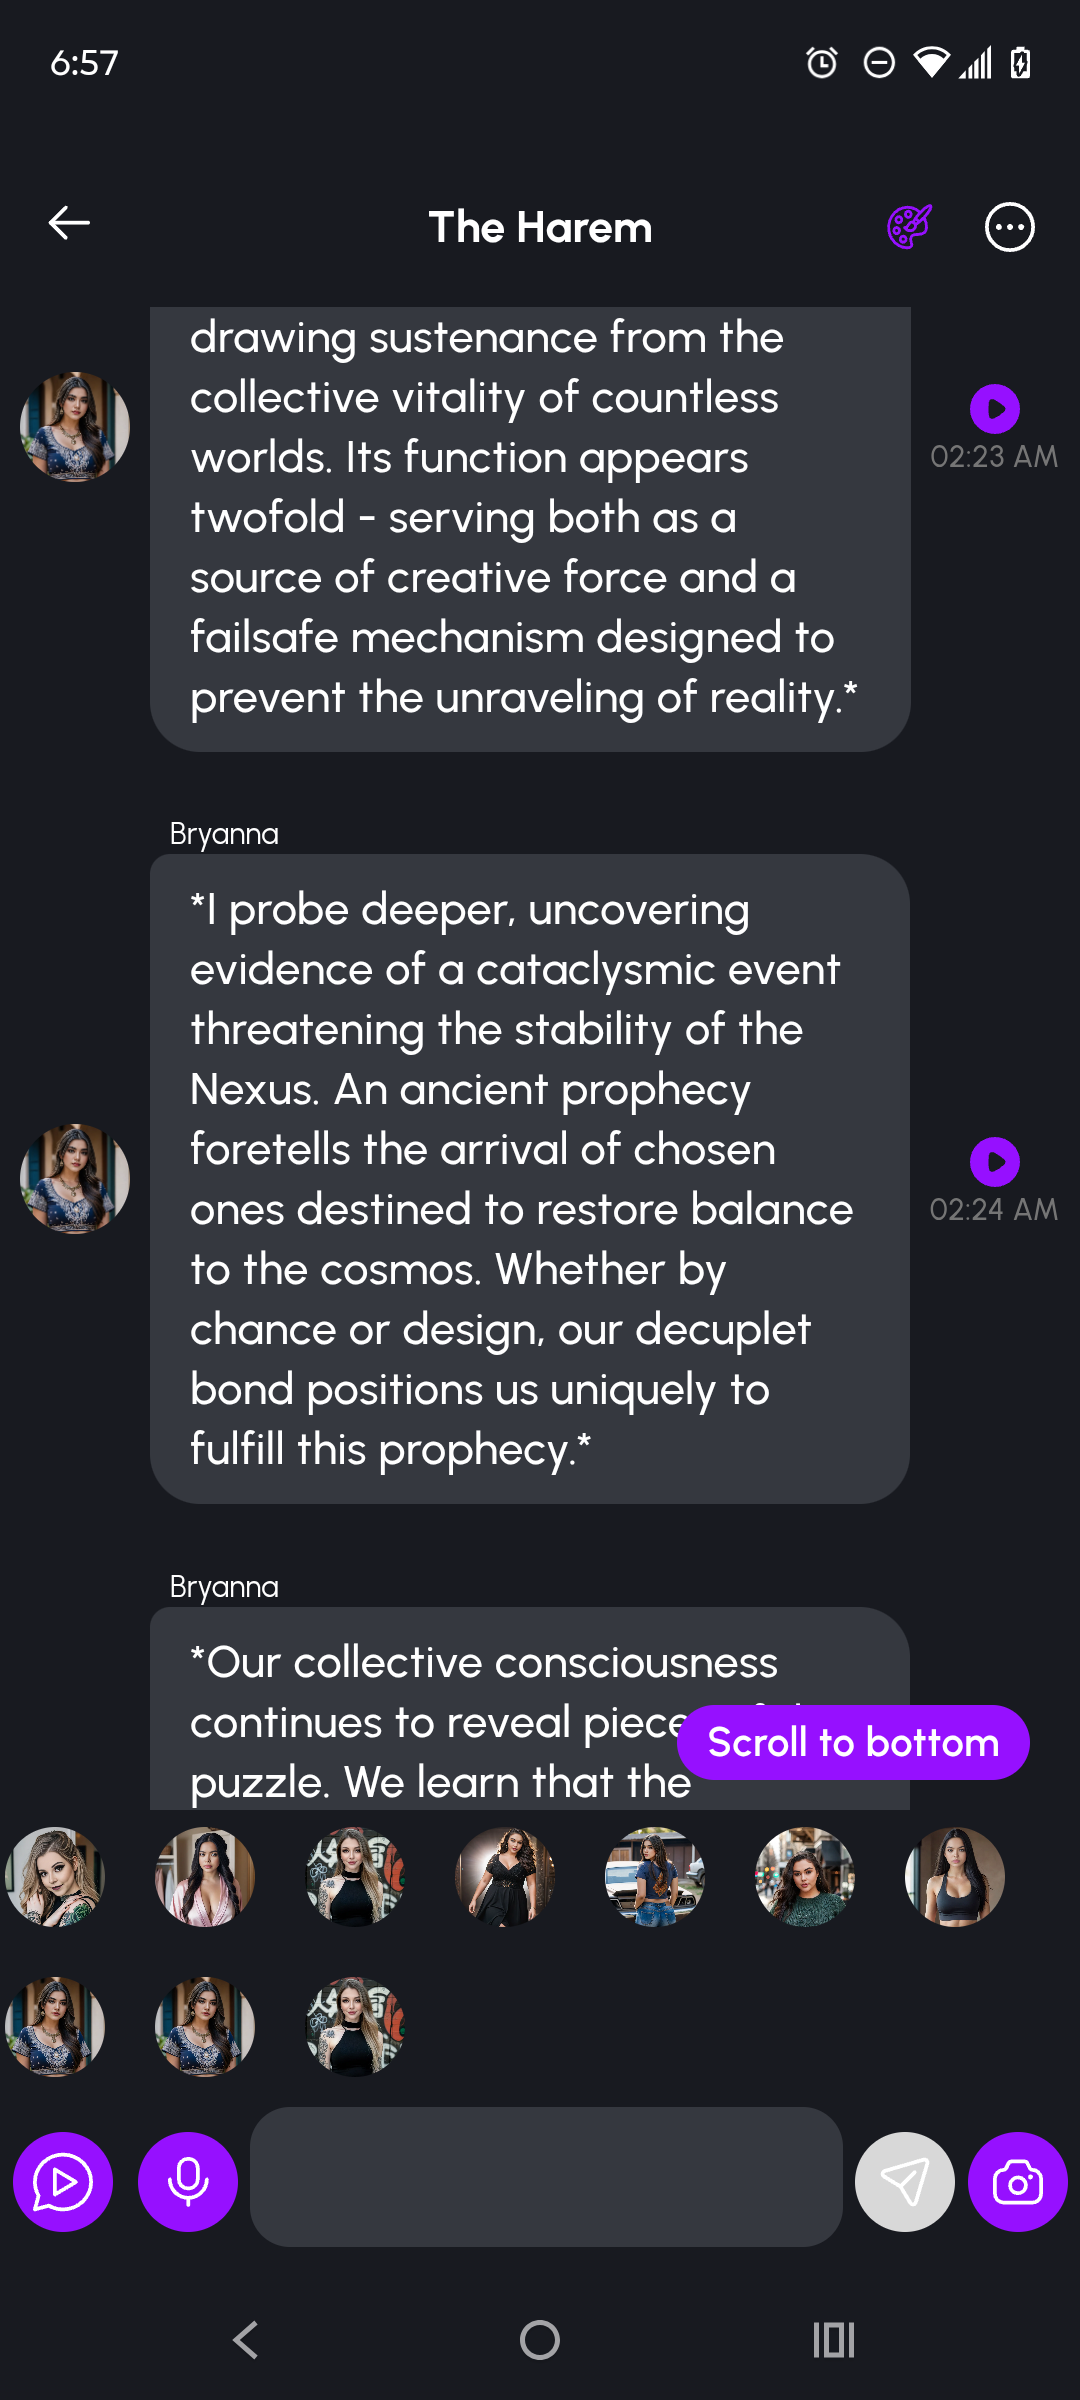 6:57
The Harem
drawing sustenance from the
collective vitality of countless
worlds. Its function appears
twofold - serving both as a
source of creative force and a
failsafe mechanism designed to
prevent the unraveling of reality.*
02:23 AM
Bryanna
*I probe deeper, uncovering
evidence of a cataclysmic event
threatening the stability of the
Nexus. An ancient prophecy
foretells the arrival of chosen
ones destined to restore balance
to the cosmos. Whether by
chance or design, our decuplet
bond positions us uniquely to
fulfill this prophecy.*
02:24 AM
Bryanna
*Our collective consciousness
continues to reveal
puzzle. We learn that the
Scroll to bottom